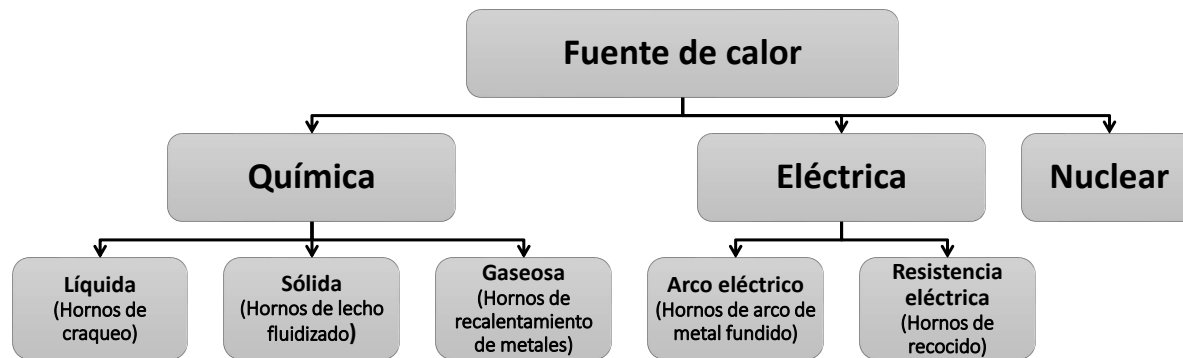 Fuente de calor
Química
Eléctrica
Nuclear
Líquida
(Hornos de
craqueo)
Sólida
(Hornos de lecho
fluidizado)
Gaseosa
(Hornos de
recalentamiento
de metales)
Arco eléctrico
(Hornos de arco de
metal fundido)
Resistencia
eléctrica
(Hornos de
recocido)